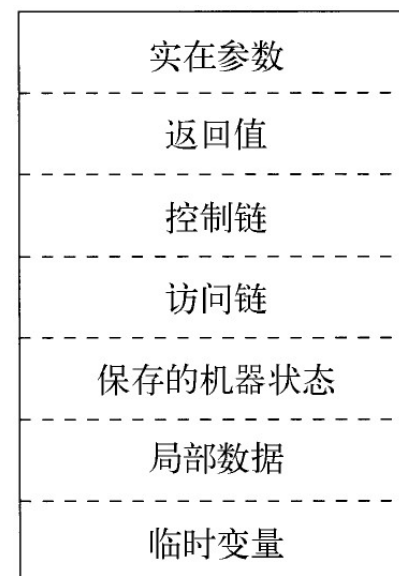 实在参数
返回值
控制链
访问链
保存的机器状态
局部数据
临时变量